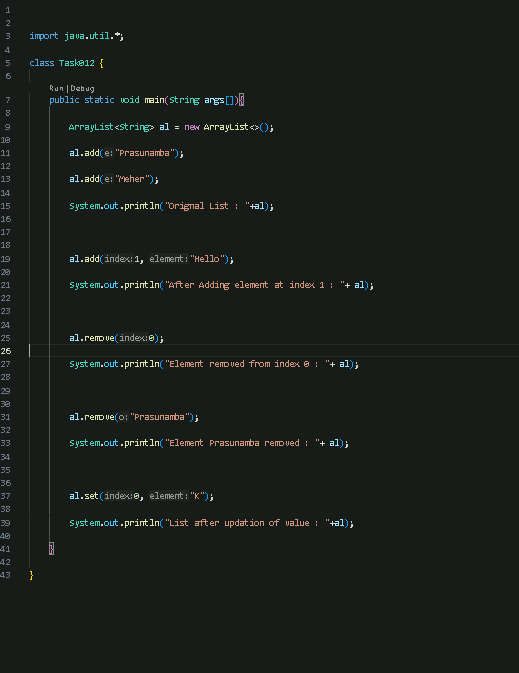 1
2
3 import java.util.*;
4
5 class Task012 {
6
Run | Debug
7 public static void main(String args[]){
8
9 ArrayList<String> al = new ArrayList<>();
10
11 al.add(e:"Prasunamba");
12
13 al.add(e:"Meher");
14
15 System.out.println("Orignal List : "+al);
16
17
18
19 al.add(index:1, element:"Hello");
20
21 System.out.println("After Adding element at index 1 : "+ al);
22
23
24
25 al.remove(index:0);
26
27 System.out.println("Element removed from index 0 : "+ al);
28
29
30
31 al.remove(o:"Prasunamba");
32
33 System.out.println("Element Prasunamba removed : "+ al);
34
35
36
37 al.set(index:0, element:"K");
38
39 System.out.println("List after updation of value : "+al);
40
41 }
42
43 }